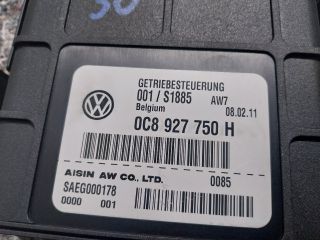 50
GETRIEBESTEUERUNG
001 / S1885 AW7
Belgium 08.02.11
0C8 927 750 H
AISIN AW CO., LTD. 0085
SAEG000178
0000 001